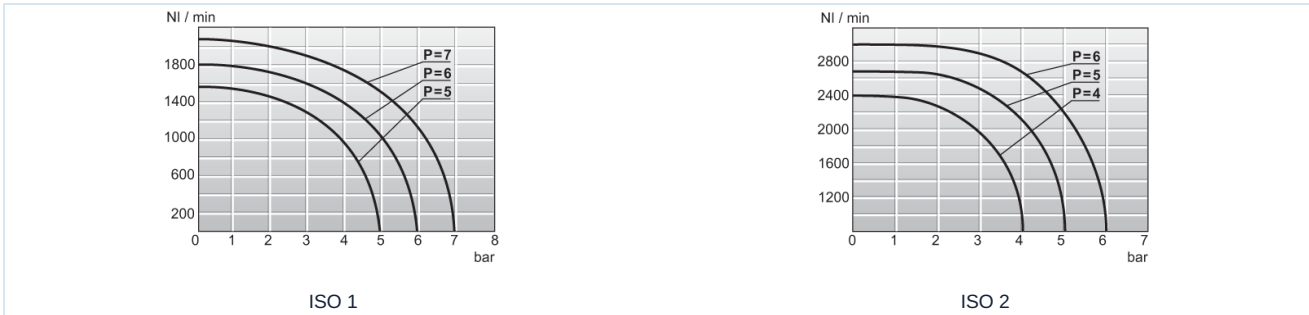 Nl / min
1800
1400
1000
600
200
0 1 2 3 4 5 6 7 8
bar
P=7
P=6
P=5
ISO 1
Nl / min
2800
2400
2000
1600
1200
0 1 2 3 4 5 6 7
bar
P=6
P=5
P=4
ISO 2